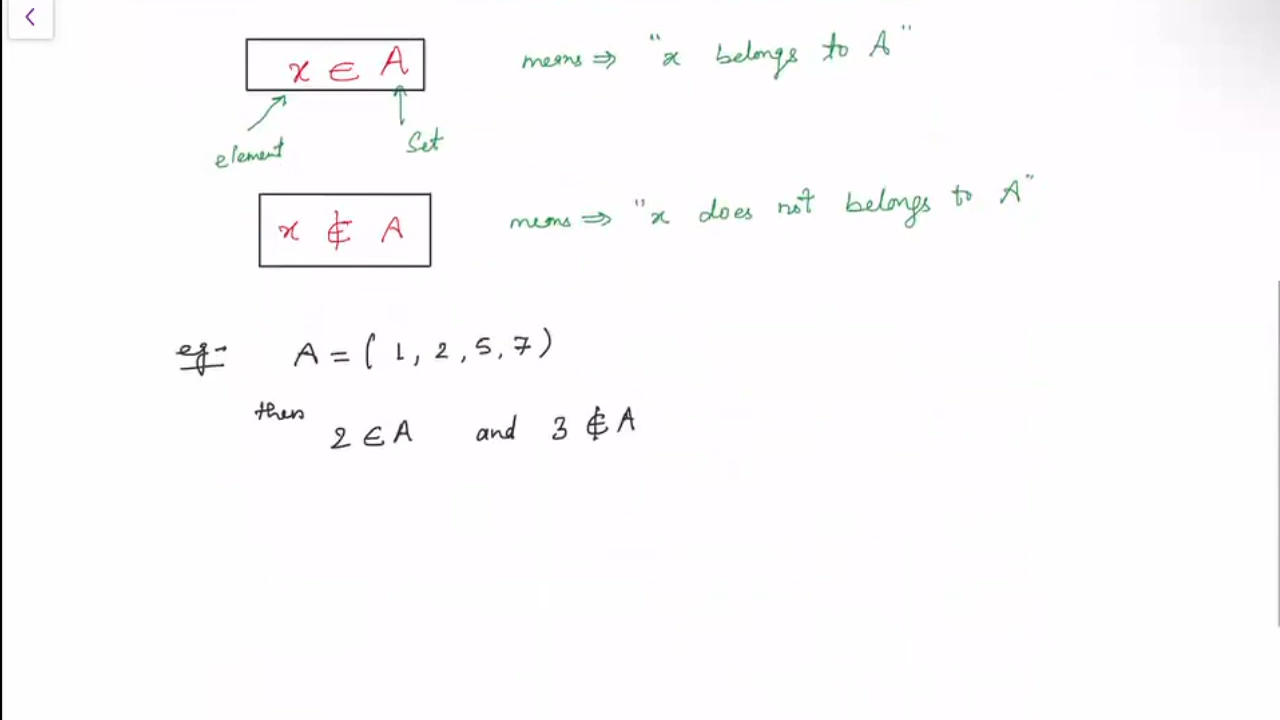 x ∈ A means ⇒ "x belongs to A"
element Set
x ∉ A means ⇒ "x does not belongs to A"
eg:- A = ( 1, 2, 5, 7 )
then
2 ∈ A and 3 ∉ A